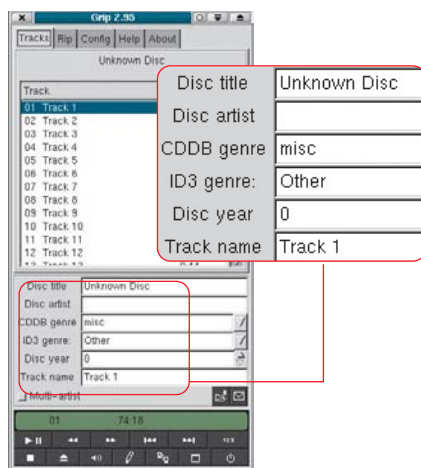 Grip 2.95
Tracks Rip Config Help About
Unknown Disc
Track
01 Track 1
02 Track 2
03 Track 3
04 Track 4
05 Track 5
06 Track 6
07 Track 7
08 Track 8
09 Track 9
10 Track 10
11 Track 11
12 Track 12
Disc title Unknown Disc
Disc artist
CDDB genre misc
ID3 genre: Other
Disc year 0
Track name Track 1
Disc title Unknown Disc
Disc artist
CDDB genre misc
ID3 genre: Other
Disc year 0
Track name Track 1
Multi-artist
01 74:18